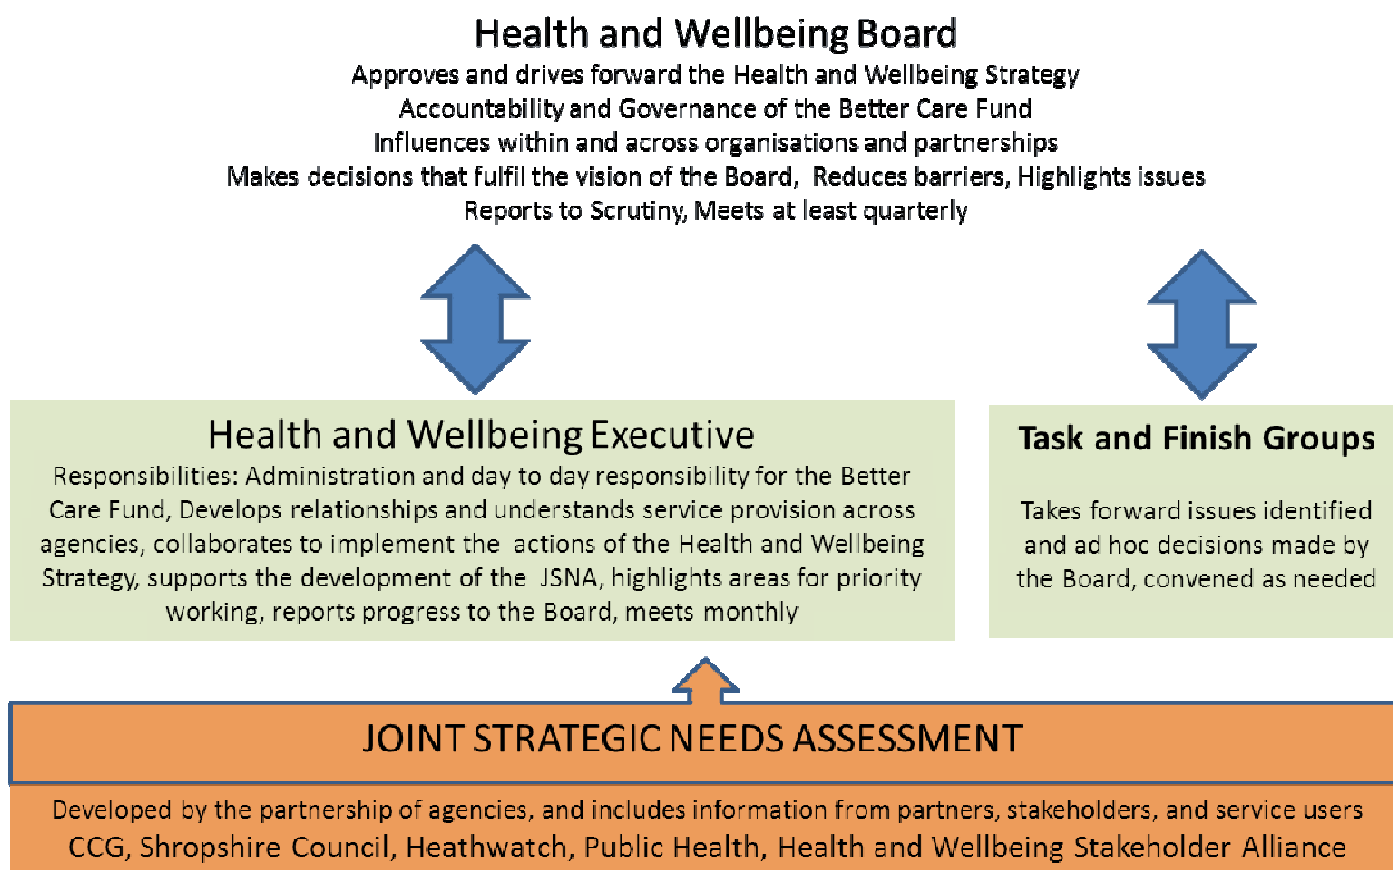 Health and Wellbeing Board
Approves and drives forward the Health and Wellbeing Strategy
Accountability and Governance of the Better Care Fund
Influences within and across organisations and partnerships
Makes decisions that fulfil the vision of the Board, Reduces barriers, Highlights issues
Reports to Scrutiny, Meets at least quarterly
Health and Wellbeing Executive
Responsibilities: Administration and day to day responsibility for the Better
Care Fund, Develops relationships and understands service provision across
agencies, collaborates to implement the actions of the Health and Wellbeing
Strategy, supports the development of the JSNA, highlights areas for priority
working, reports progress to the Board, meets monthly
Task and Finish Groups
Takes forward issues identified
and ad hoc decisions made by
the Board, convened as needed
JOINT STRATEGIC NEEDS ASSESSMENT
Developed by the partnership of agencies, and includes information from partners, stakeholders, and service users
CCG, Shropshire Council, Heathwatch, Public Health, Health and Wellbeing Stakeholder Alliance